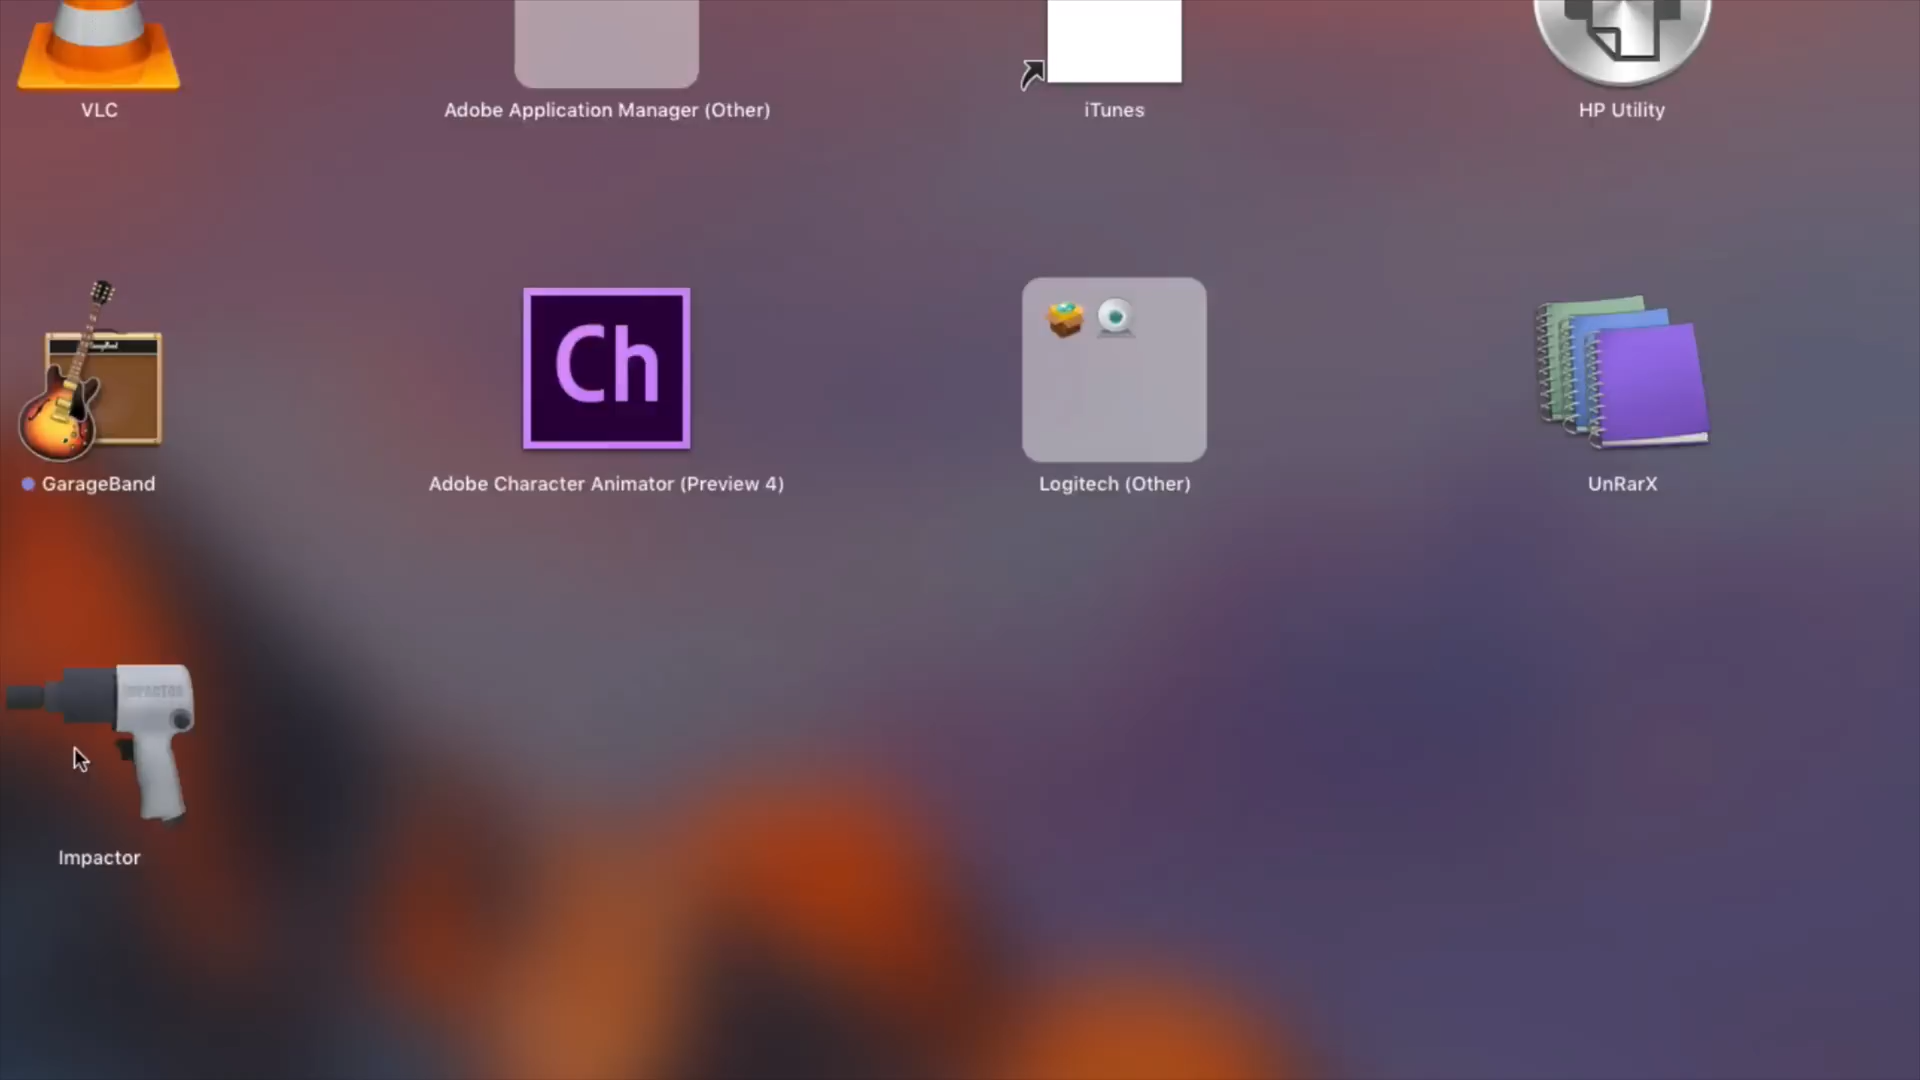 VLC
Adobe Application Manager (Other)
iTunes
HP Utility
Ch
GarageBand
Adobe Character Animator (Preview 4)
Logitech (Other)
UnRarX
IMPACTOR
Impactor